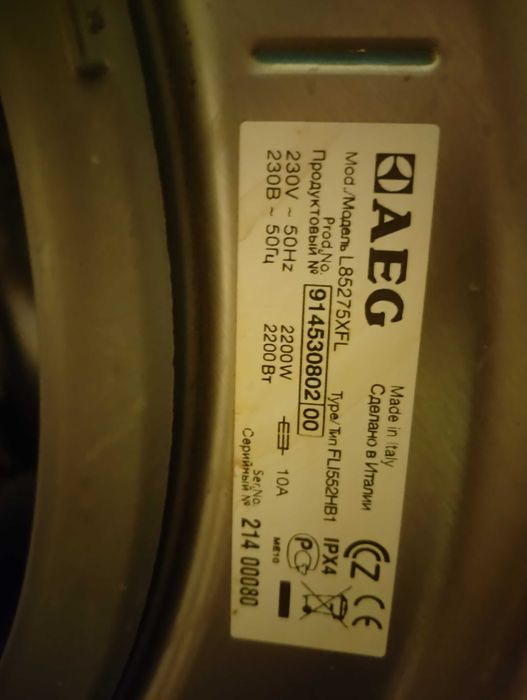 AEG
Made in Italy
Сделано в Италии
Mod./Модель L85275XFL
Type/Тип FLI552HB1
Prod.No.
Продуктовый №
914530802 00
230V ~ 50Hz 2200W
230В ~ 50Гц 2200Вт
10A
IPX4
ME10
Ser.No.
Серийный № 214 00080